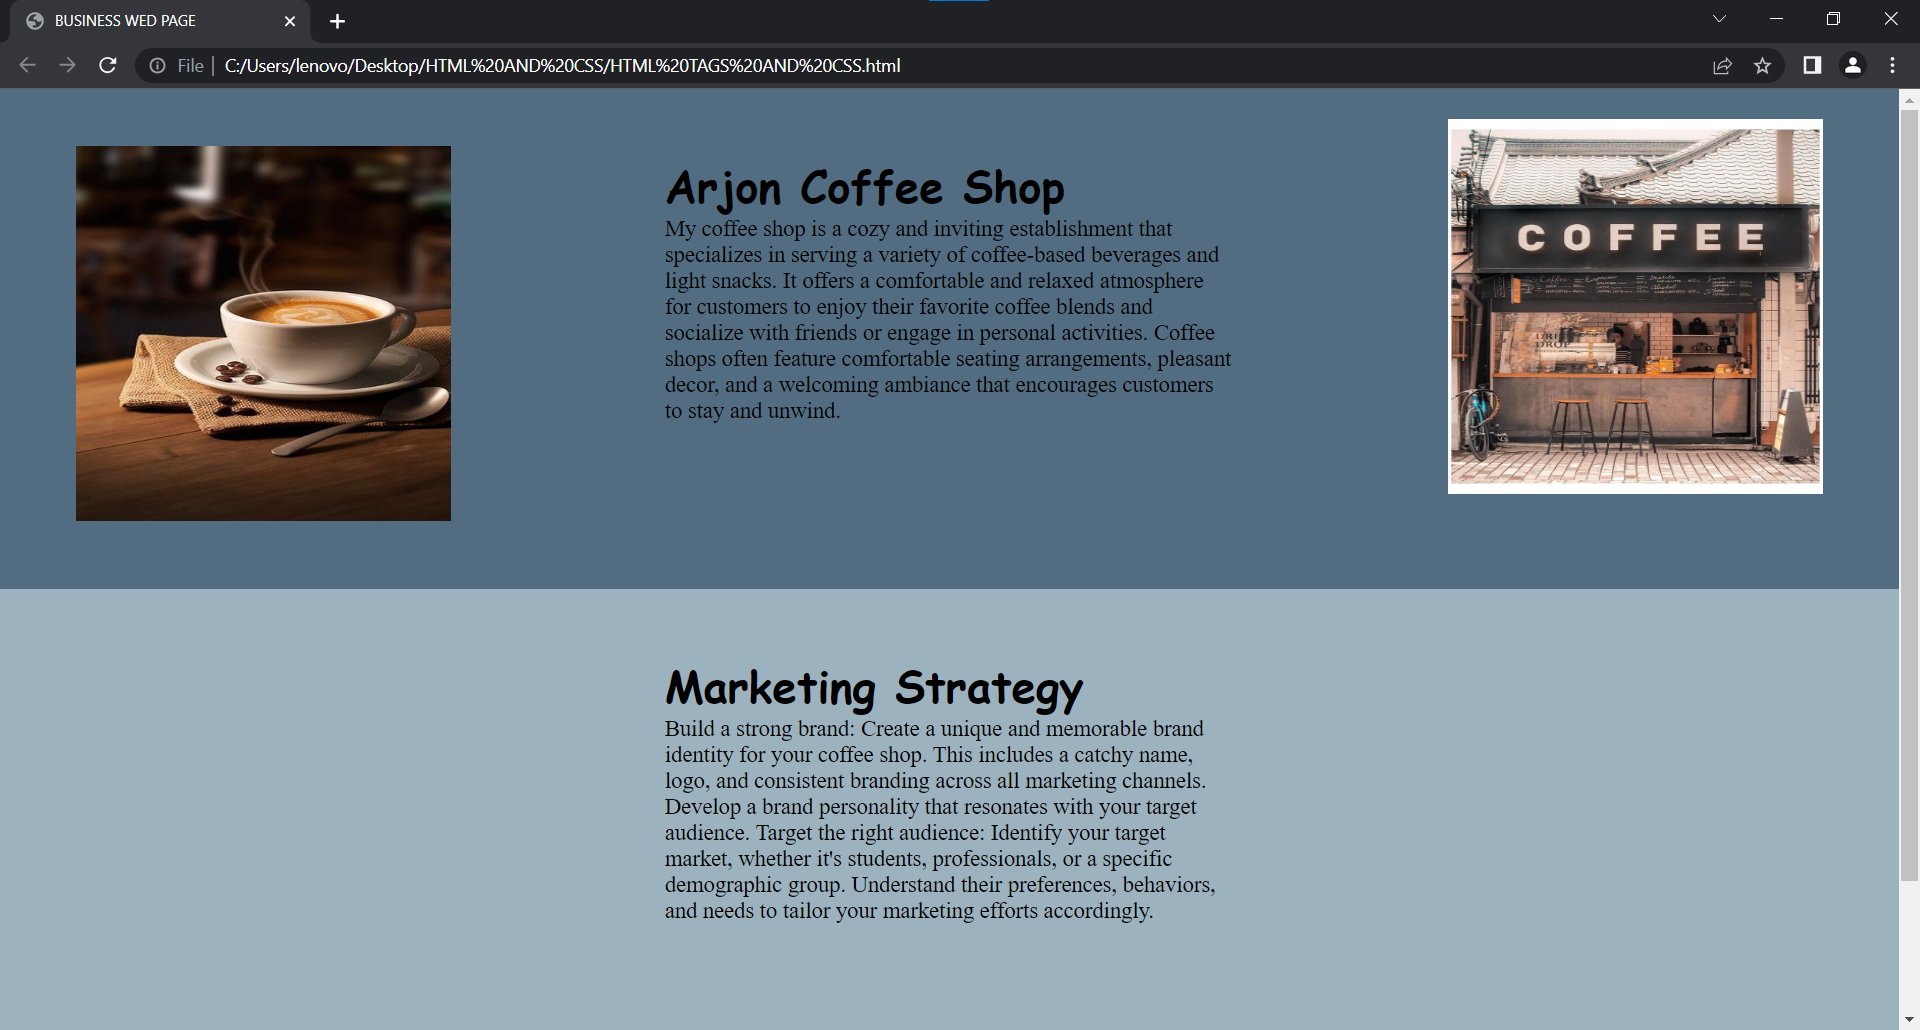 BUSINESS WED PAGE
File
C:/Users/lenovo/Desktop/HTML%20AND%20CSS/HTML%20TAGS%20AND%20CSS.html
Arjon Coffee Shop
My coffee shop is a cozy and inviting establishment that
specializes in serving a variety of coffee-based beverages and
light snacks. It offers a comfortable and relaxed atmosphere
for customers to enjoy their favorite coffee blends and
socialize with friends or engage in personal activities. Coffee
shops often feature comfortable seating arrangements, pleasant
decor, and a welcoming ambiance that encourages customers
to stay and unwind.
COFFEE
Marketing Strategy
Build a strong brand: Create a unique and memorable brand
identity for your coffee shop. This includes a catchy name,
logo, and consistent branding across all marketing channels.
Develop a brand personality that resonates with your target
audience. Target the right audience: Identify your target
market, whether it's students, professionals, or a specific
demographic group. Understand their preferences, behaviors,
and needs to tailor your marketing efforts accordingly.